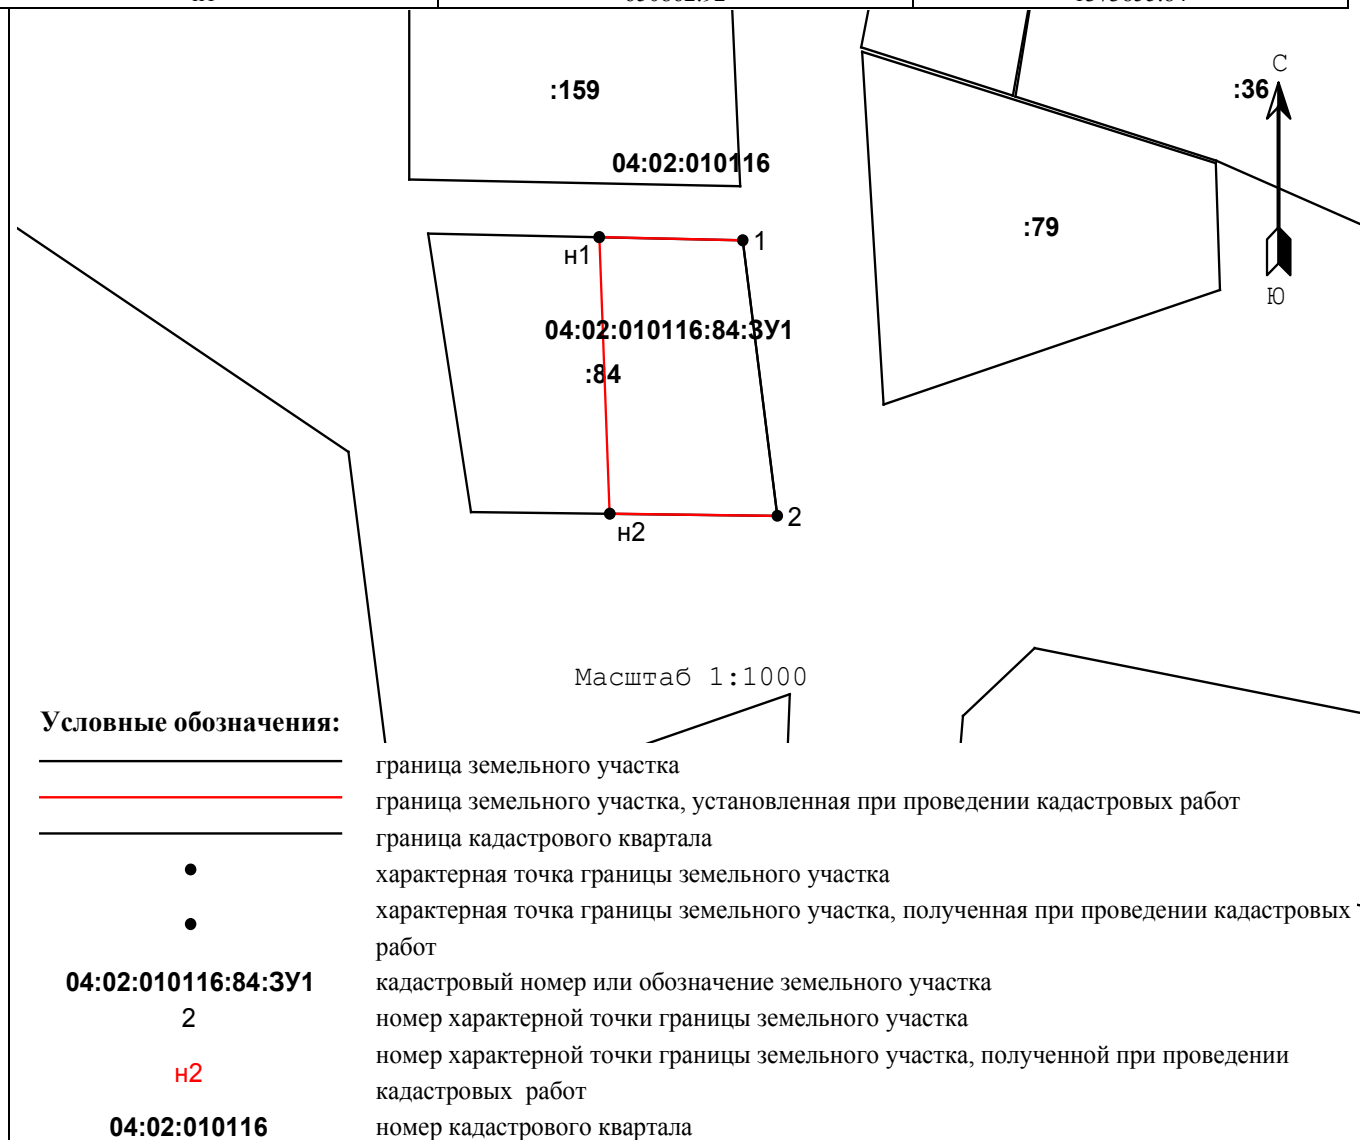 :159
С
:36
04:02:010116
:79
н1
1
Ю
04:02:010116:84:ЗУ1
:84
н2
2
Масштаб 1:1000
Условные обозначения:
граница земельного участка
граница земельного участка, установленная при проведении кадастровых работ
граница кадастрового квартала
характерная точка границы земельного участка
характерная точка границы земельного участка, полученная при проведении кадастровых
работ
04:02:010116:84:ЗУ1 кадастровый номер или обозначение земельного участка
2 номер характерной точки границы земельного участка
н2 номер характерной точки границы земельного участка, полученной при проведении
кадастровых работ
04:02:010116 номер кадастрового квартала